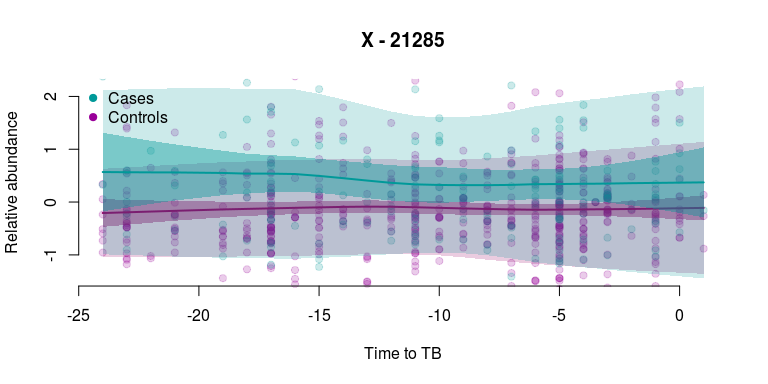 X - 21285
Cases
Controls
Relative abundance
2
1
0
-1
-25
-20
-15
-10
-5
0
Time to TB